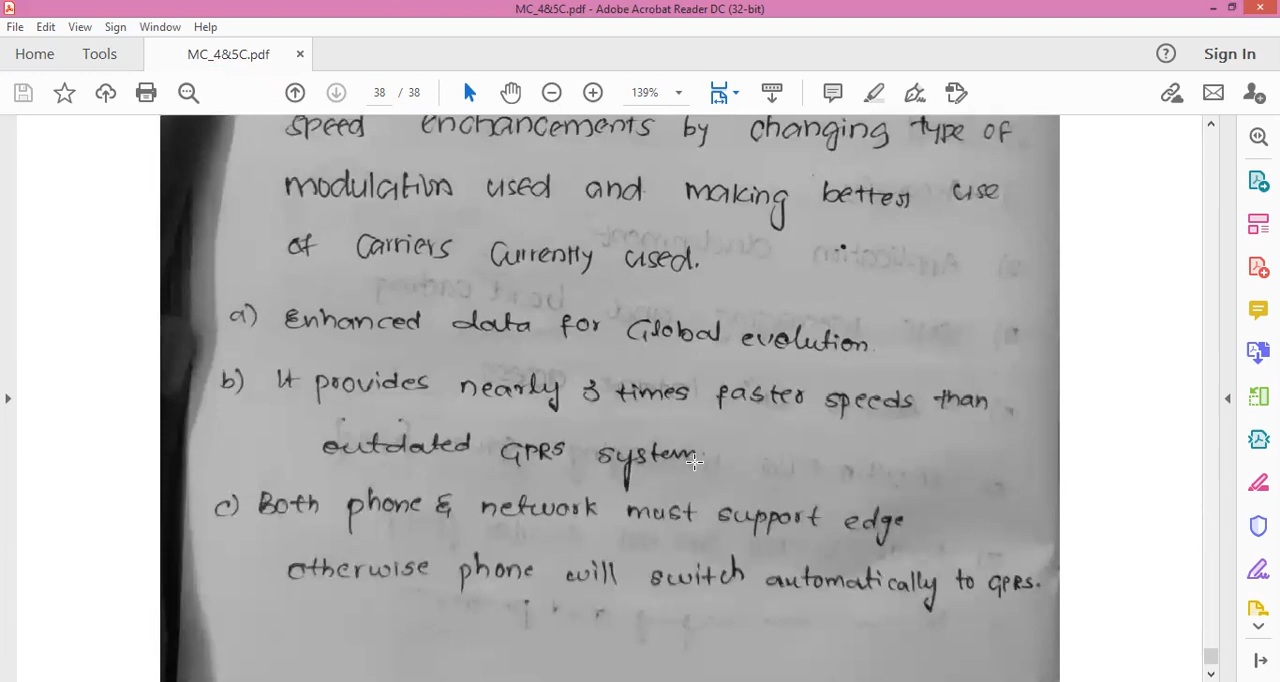 MC_4&5C.pdf - Adobe Acrobat Reader DC (32-bit)
File Edit View Sign Window Help
Home Tools MC_4&5C.pdf × Sign In
38 / 38 139%
speed enchancements by changing type of
modulation used and making better use
of carriers currently used.
a) Enhanced data for Global evolution.
b) It provides nearly 3 times faster speeds than
outdated GPRS system
c) Both phone & network must support edge
otherwise phone will switch automatically to GPRS.